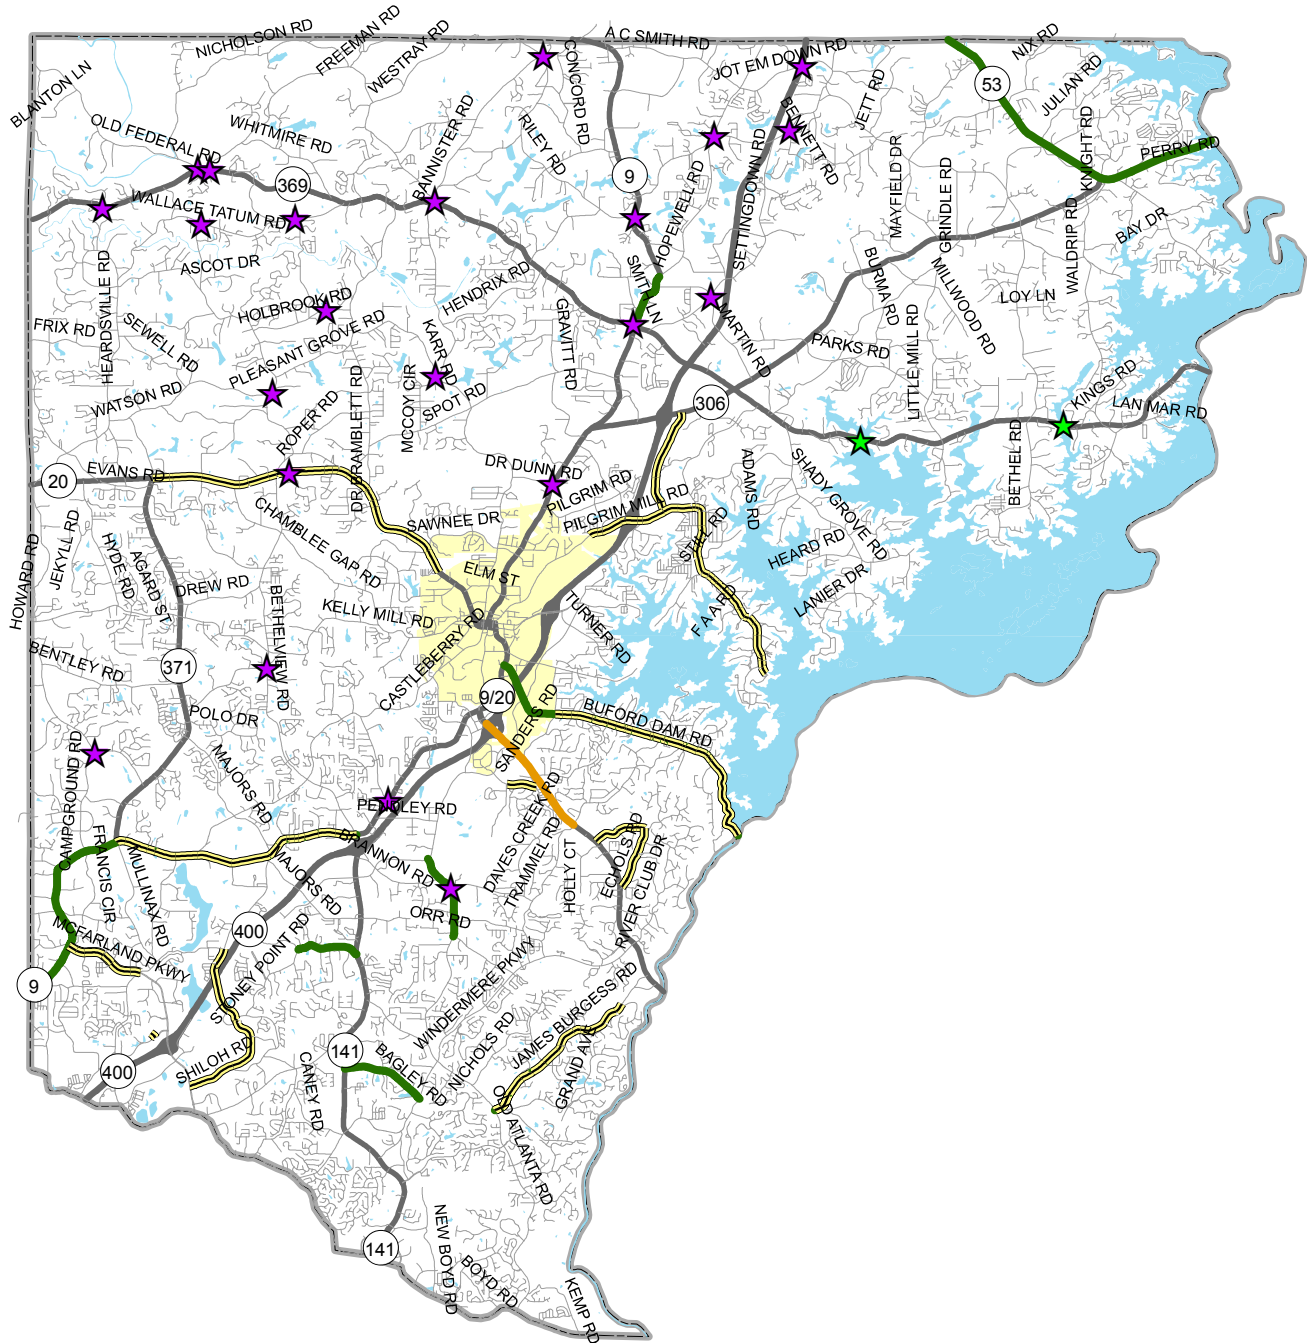 NICHOLSON RD
FREEMAN RD
WESTRAY RD
CONCORD RD
A C SMITH RD
JOT EM DOWN RD
NIX RD
BLANTON LN
JETT RD
53
JULIAN RD
OLD FEDERAL RD
WHITMIRE RD
BANNISTER RD
RILEY RD
BENNETT RD
KNIGHT RD
PERRY RD
369
9
HOPEWELL RD
SETTINGDOWN RD
MAYFIELD DR
GRINDLE RD
WALLACE TATUM RD
WALDRIP RD
BAY DR
ASCOT DR
HEARDSVILLE RD
HENDRIX RD
SMITH LN
BURMA RD
MILLWOOD RD
LOY LN
HOLBROOK RD
FRIX RD
SEWELL RD
PLEASANT GROVE RD
KARR RD
GRAVITT RD
MARTIN RD
PARKS RD
LITTLE MILL RD
WATSON RD
ROPER RD
DR BRAMBLETT RD
MCCOY CIR
SPOT RD
306
KINGS RD
LAN MAR RD
20
EVANS RD
DR DUNN RD
PILGRIM RD
PILGRIM MILL RD
ADAMS RD
SHADY GROVE RD
BETHEL RD
CHAMBLEE GAP RD
SAWNEE DR
STILL RD
HEARD RD
HOWARD RD
JEKYLL RD
HYDE RD
AGARD ST
DREW RD
BETHELVIEW RD
KELLY MILL RD
ELM ST
CASTLEBERRY RD
TURNER RD
F A A RD
LANIER DR
BENTLEY RD
371
POLO DR
9/20
SANDERS RD
BUFORD DAM RD
CAMPGROUND RD
MAJORS RD
PENDLEY RD
DAVES CREEK RD
FRANCIS CIR
MULLINAX RD
MAJORS RD
BRANNON RD
TRAMMEL RD
HOLLY CT
ECHOLS RD
RIVER CLUB DR
ORR RD
MCFARLAND PKWY
400
STONEY POINT RD
WINDERMERE PKWY
9
JAMES BURGESS RD
400
SHILOH RD
141
BAGLEY RD
NICHOLS RD
GRAND AVE
CANEY RD
OLD ATLANTA RD
141
NEW BOYD RD
BOYD RD
KEMP RD